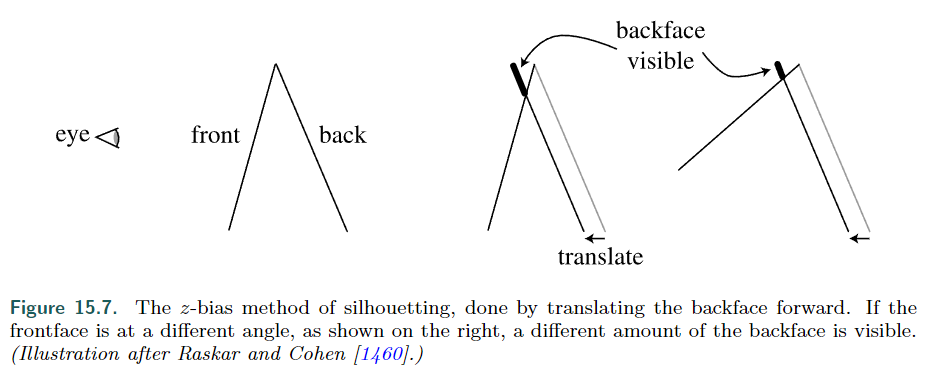 backface
visible
eye
front
back
translate
Figure 15.7. The z-bias method of silhouetting, done by translating the backface forward. If the
frontface is at a different angle, as shown on the right, a different amount of the backface is visible.
(Illustration after Raskar and Cohen [1460].)